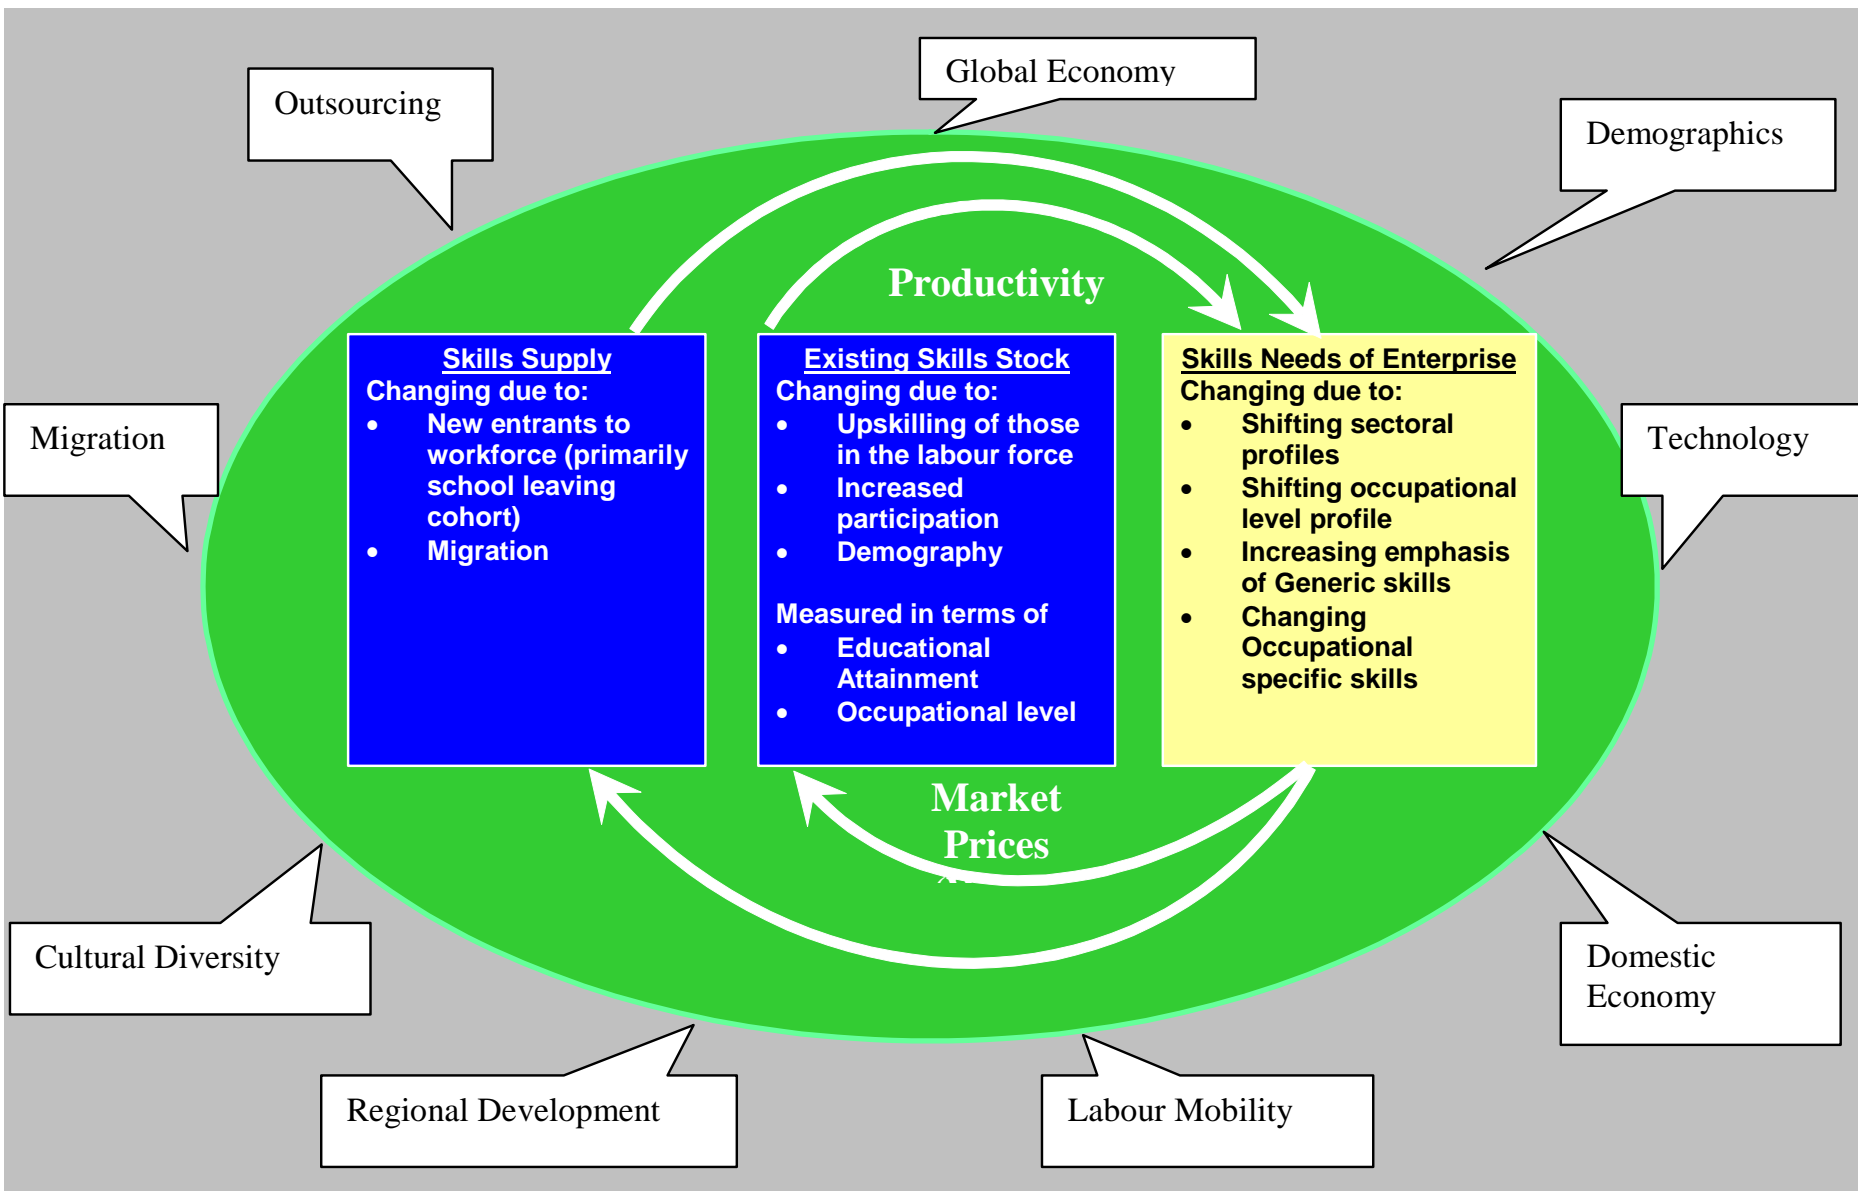 Global Economy
Outsourcing
Demographics
Productivity
Skills Supply
Changing due to:
• New entrants to
workforce (primarily
school leaving
cohort)
• Migration
Existing Skills Stock
Changing due to:
• Upskilling of those
in the labour force
• Increased
participation
• Demography
Measured in terms of
• Educational
Attainment
• Occupational level
Skills Needs of Enterprise
Changing due to:
• Shifting sectoral
profiles
• Shifting occupational
level profile
• Increasing emphasis
of Generic skills
• Changing
Occupational
specific skills
Migration
Technology
Market
Prices
Cultural Diversity
Domestic
Economy
Regional Development
Labour Mobility